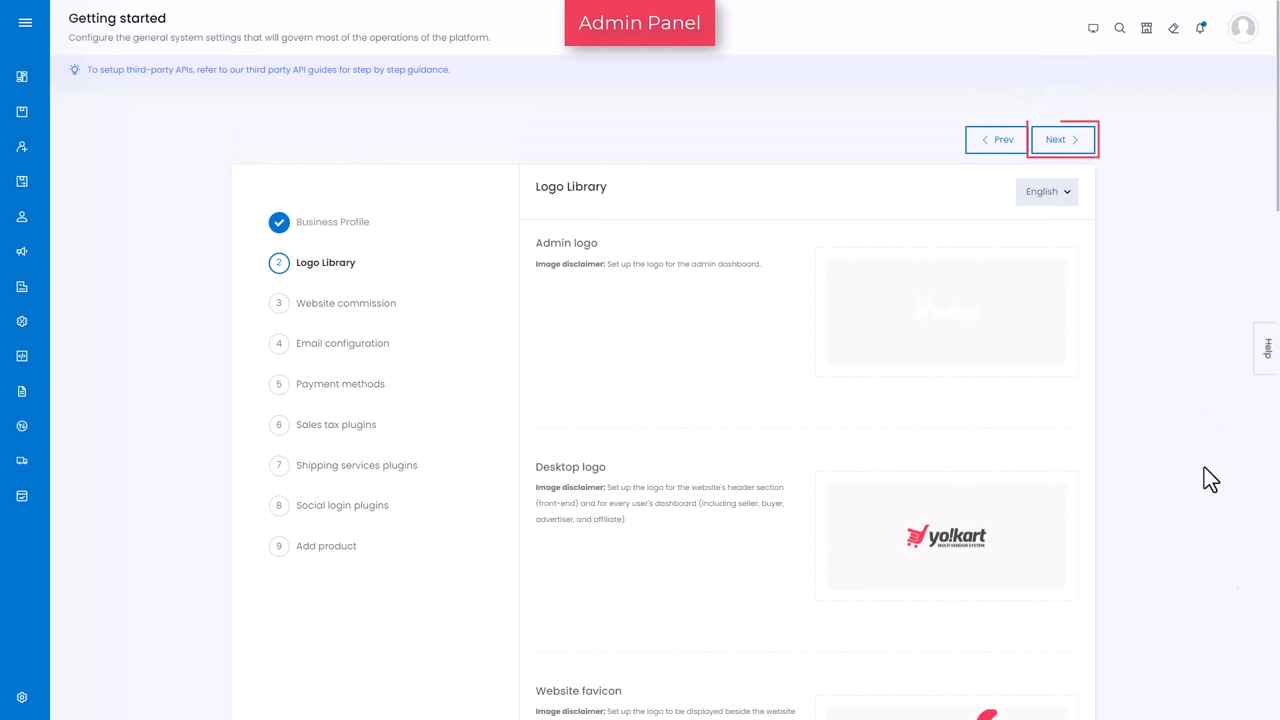 Getting started
Admin Panel
Configure the general system settings that will govern most of the operations of the platform.
To setup third-party APIs, refer to our third party API guides for step by step guidance.
Prev
Next
Business Profile
2 Logo Library
3 Website commission
4 Email configuration
5 Payment methods
6 Sales tax plugins
7 Shipping services plugins
8 Social login plugins
9 Add product
Logo Library
English
Admin logo
Image disclaimer: Set up the logo for the admin dashboard.
yo!kart
Desktop logo
Image disclaimer: Set up the logo for the website's header section
(front-end) and for every user's dashboard (including seller, buyer,
advertiser, and affiliate).
yo!kart
MULTI VENDOR SYSTEM
Website favicon
Image disclaimer: Set up the logo to be displayed beside the website
Help